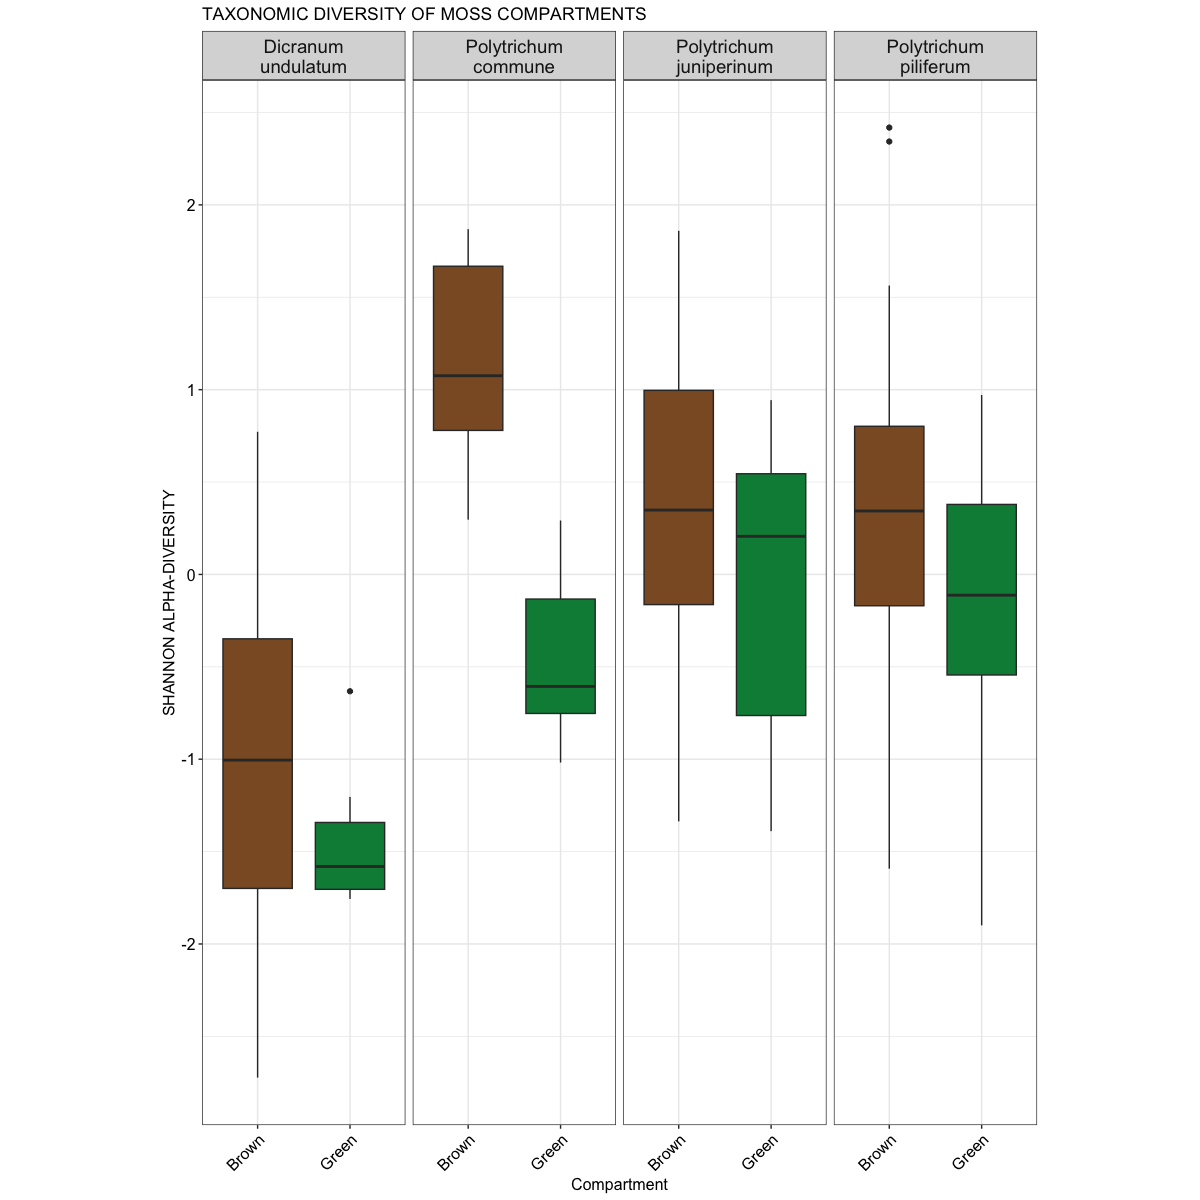 TAXONOMIC DIVERSITY OF MOSS COMPARTMENTS
Dicranum
undulatum
Polytrichum
commune
Polytrichum
juniperinum
Polytrichum
piliferum
SHANNON ALPHA-DIVERSITY
2
1
0
-1
-2
Brown
Green
Brown
Green
Brown
Green
Brown
Green
Compartment